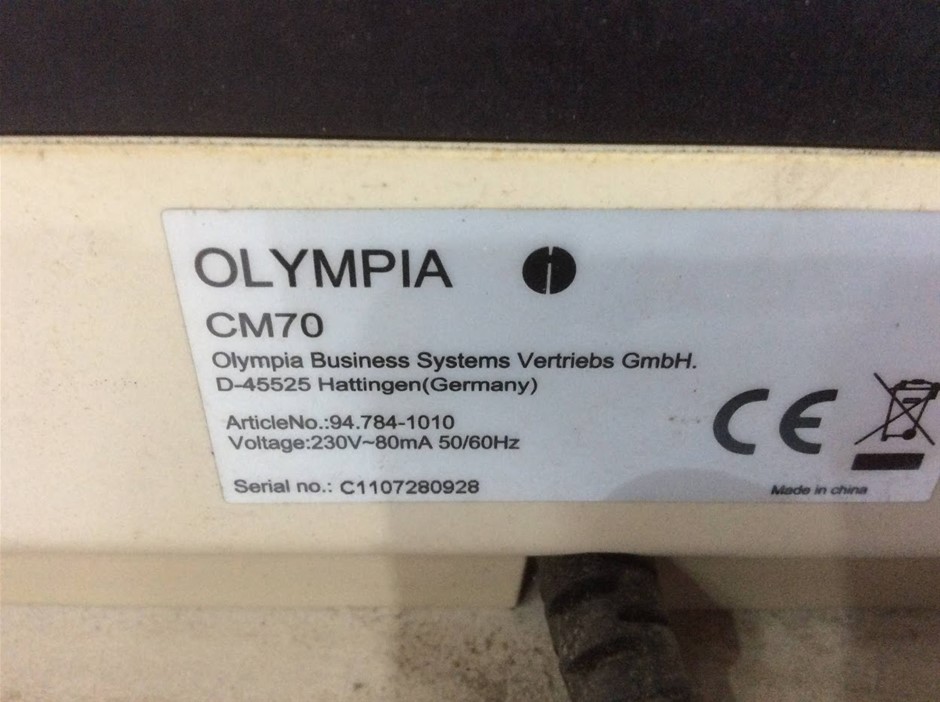 OLYMPIA
CM70
Olympia Business Systems Vertriebs GmbH.
D-45525 Hattingen(Germany)
ArticleNo.:94.784-1010
Voltage:230V~80mA 50/60Hz
CE
Serial no.: C1107280928
Made in china